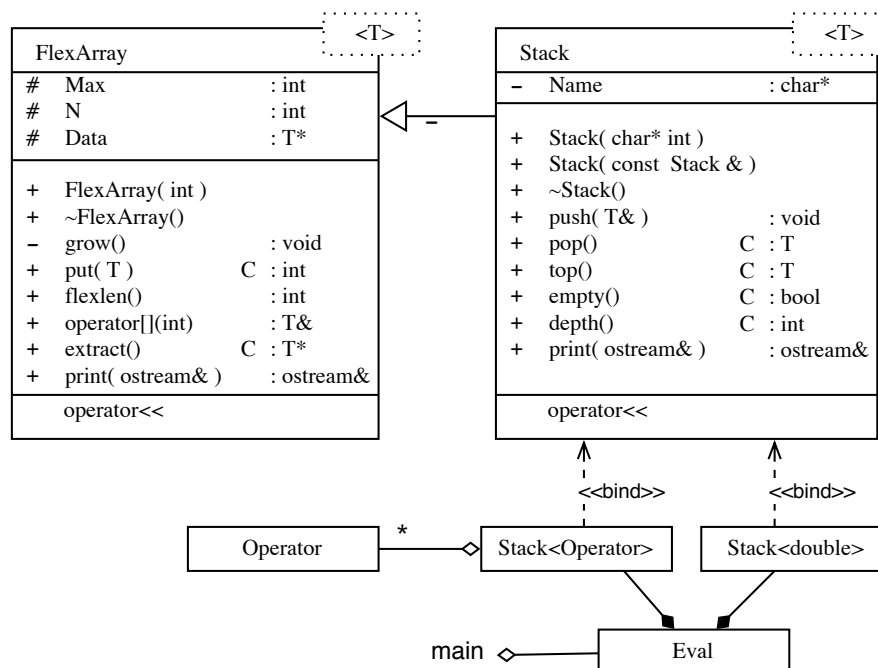 <T>
FlexArray
# Max : int
# N : int
# Data : T*
+ FlexArray( int )
+ ~FlexArray()
– grow() : void
+ put( T ) C : int
+ flexlen() : int
+ operator[](int) : T&
+ extract() C : T*
+ print( ostream& ) : ostream&
operator<<
–
<T>
Stack
– Name : char*
+ Stack( char* int )
+ Stack( const Stack & )
+ ~Stack()
+ push( T& ) : void
+ pop() C : T
+ top() C : T
+ empty() C : bool
+ depth() C : int
+ print( ostream& ) : ostream&
operator<<
<<bind>> <<bind>>
Operator * Stack<Operator> Stack<double>
main Eval